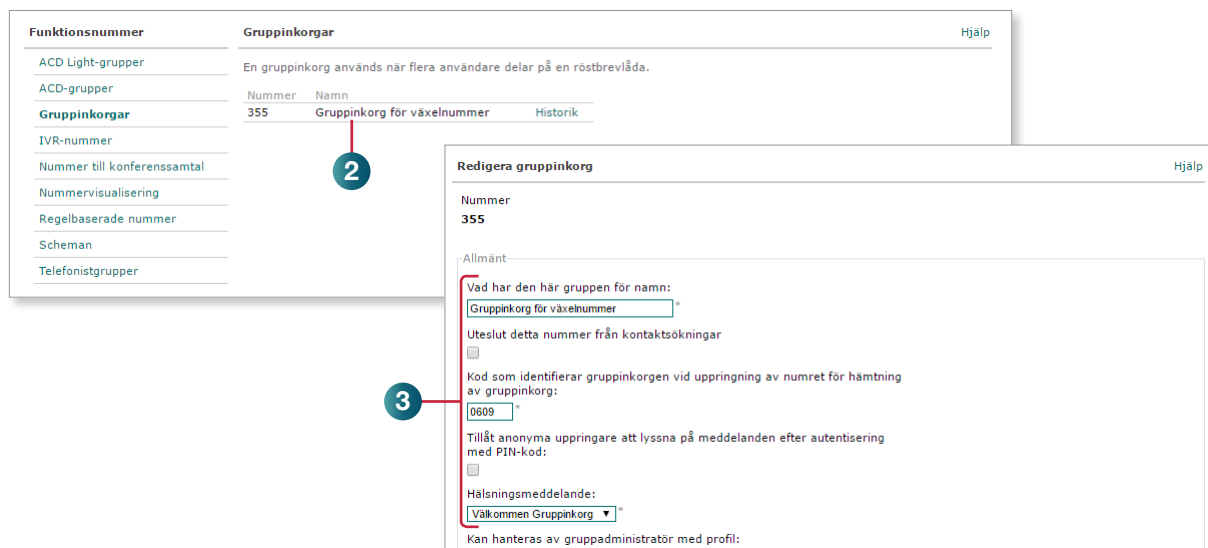 Funktionsnummer
ACD Light-grupper
ACD-grupper
Gruppinkorgar
IVR-nummer
Nummer till konferenssamtal
Nummervisualisering
Regelbaserade nummer
Scheman
Telefonistgrupper
Gruppinkorgar
Hjälp
En gruppinkorg används när flera användare delar på en röstbrevlåda.
Nummer Namn
355 Gruppinkorg för växelnummer Historik
2
Redigera gruppinkorg
Hjälp
Nummer
355
Allmänt
3
Vad har den här gruppen för namn:
Gruppinkorg för växelnummer *
Uteslut detta nummer från kontaktsökningar
Kod som identifierar gruppinkorgen vid uppringning av numret för hämtning
av gruppinkorg:
0609 *
Tillåt anonyma uppringare att lyssna på meddelanden efter autentisering
med PIN-kod:
Hälsningsmeddelande:
Välkommen Gruppinkorg ▼ *
Kan hanteras av gruppadministratör med profil: